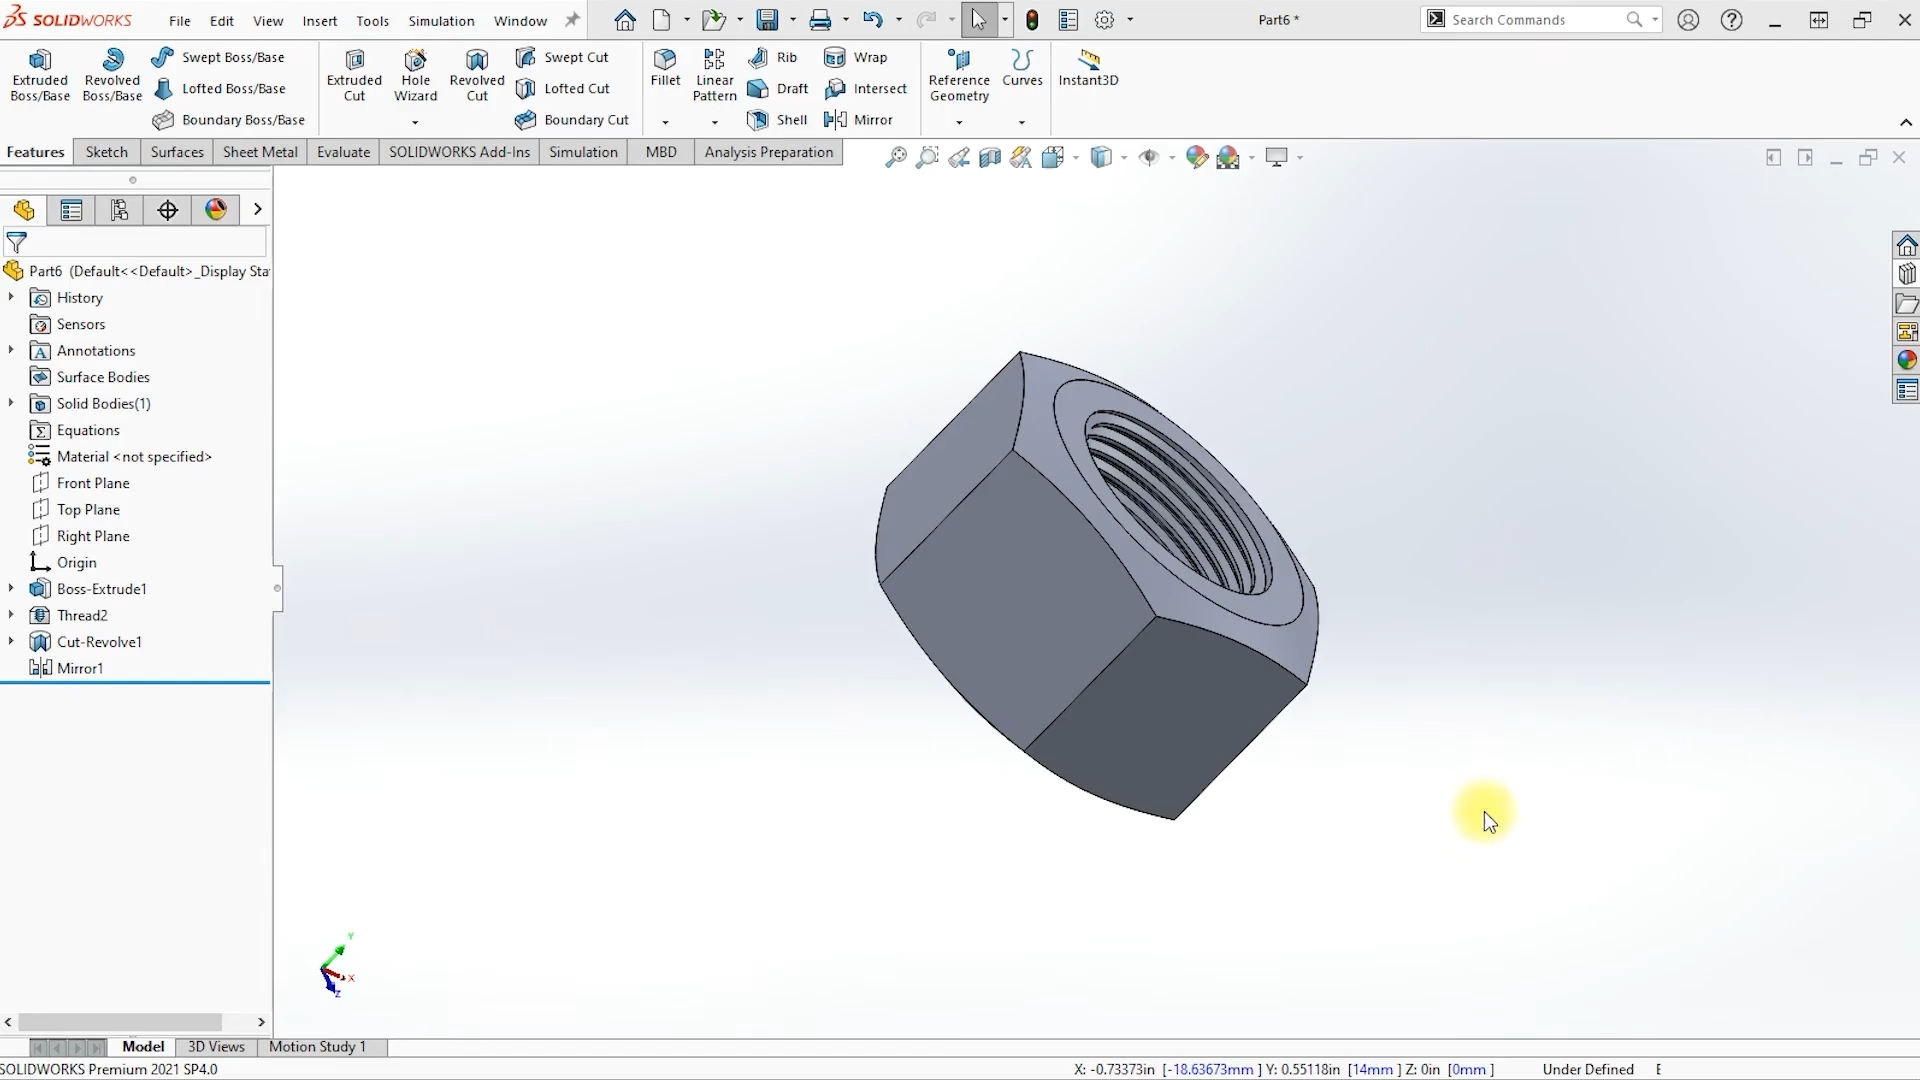 SOLIDWORKS File Edit View Insert Tools Simulation Window Part6 * Search Commands
Extruded Boss/Base
Revolved Boss/Base
Swept Boss/Base
Lofted Boss/Base
Boundary Boss/Base
Extruded Cut
Hole Wizard
Revolved Cut
Swept Cut
Lofted Cut
Boundary Cut
Fillet
Linear Pattern
Rib
Draft
Shell
Wrap
Intersect
Mirror
Reference Geometry
Curves
Instant3D
Features Sketch Surfaces Sheet Metal Evaluate SOLIDWORKS Add-Ins Simulation MBD Analysis Preparation
Part6 (Default<<Default>_Display Sta
History
Sensors
Annotations
Surface Bodies
Solid Bodies(1)
Equations
Material <not specified>
Front Plane
Top Plane
Right Plane
Origin
Boss-Extrude1
Thread2
Cut-Revolve1
Mirror1
Y
X
Z
Model 3D Views Motion Study 1
SOLIDWORKS Premium 2021 SP4.0 X: -0.73373in [-18.63673mm ] Y: 0.55118in [14mm ] Z: 0in [0mm ] Under Defined E